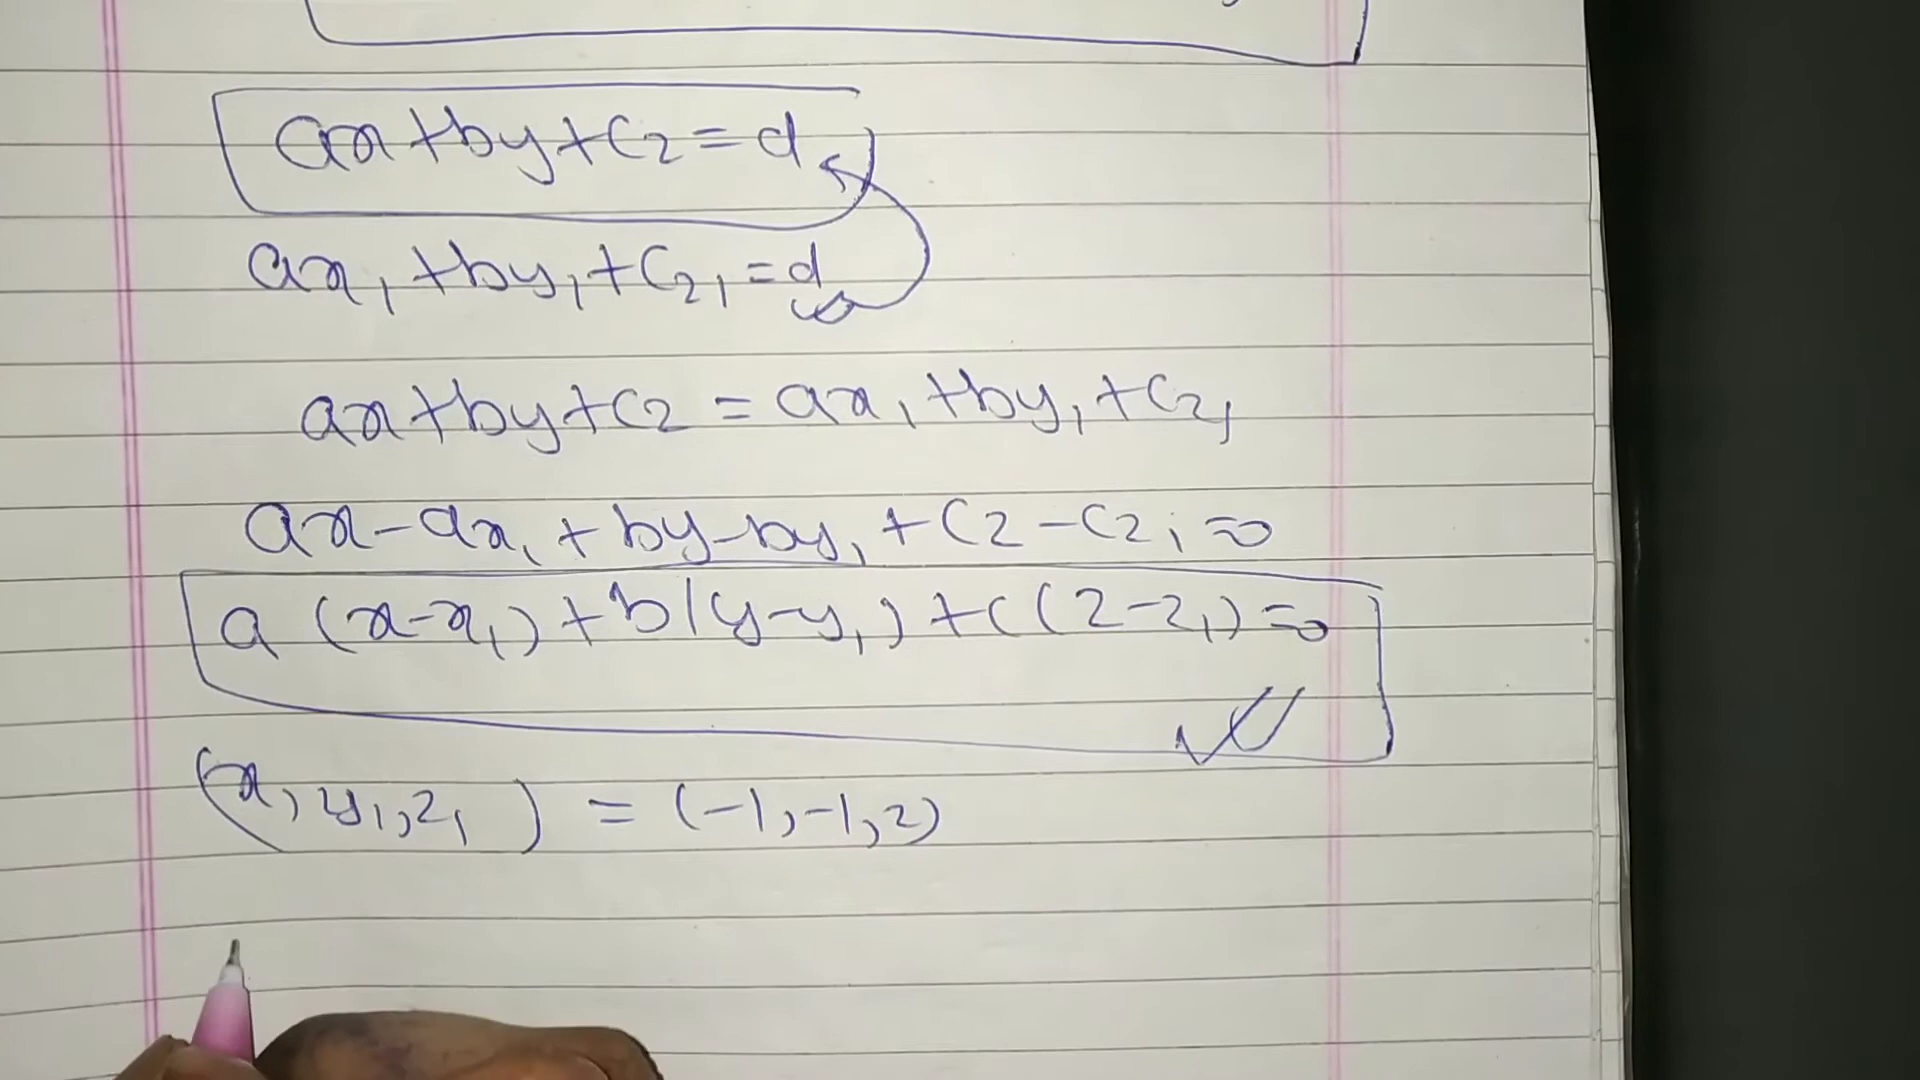 ax+by+cz=d
ax₁+by₁+cz₁=d
ax+by+cz=ax₁+by₁+cz₁
ax-ax₁+by-by₁+cz-cz₁=0
a(x-x₁)+b(y-y₁)+c(z-z₁)=0
(x₁,y₁,z₁)=(-1,-1,2)